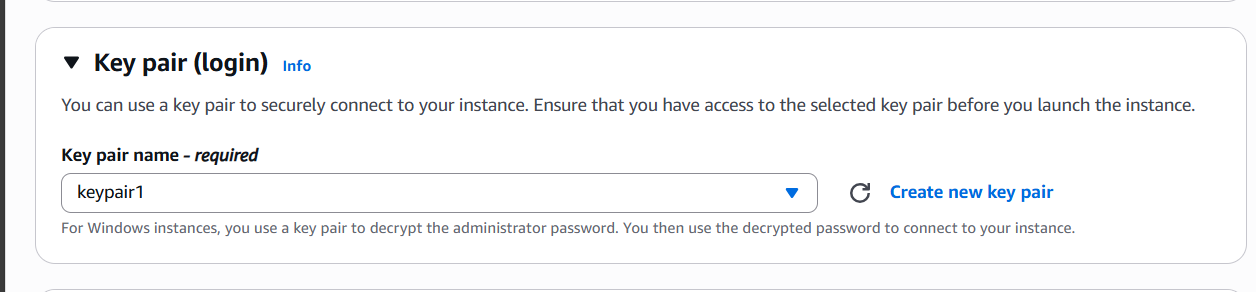 Key pair (login) Info
You can use a key pair to securely connect to your instance. Ensure that you have access to the selected key pair before you launch the instance.
Key pair name - required
keypair1
Create new key pair
For Windows instances, you use a key pair to decrypt the administrator password. You then use the decrypted password to connect to your instance.